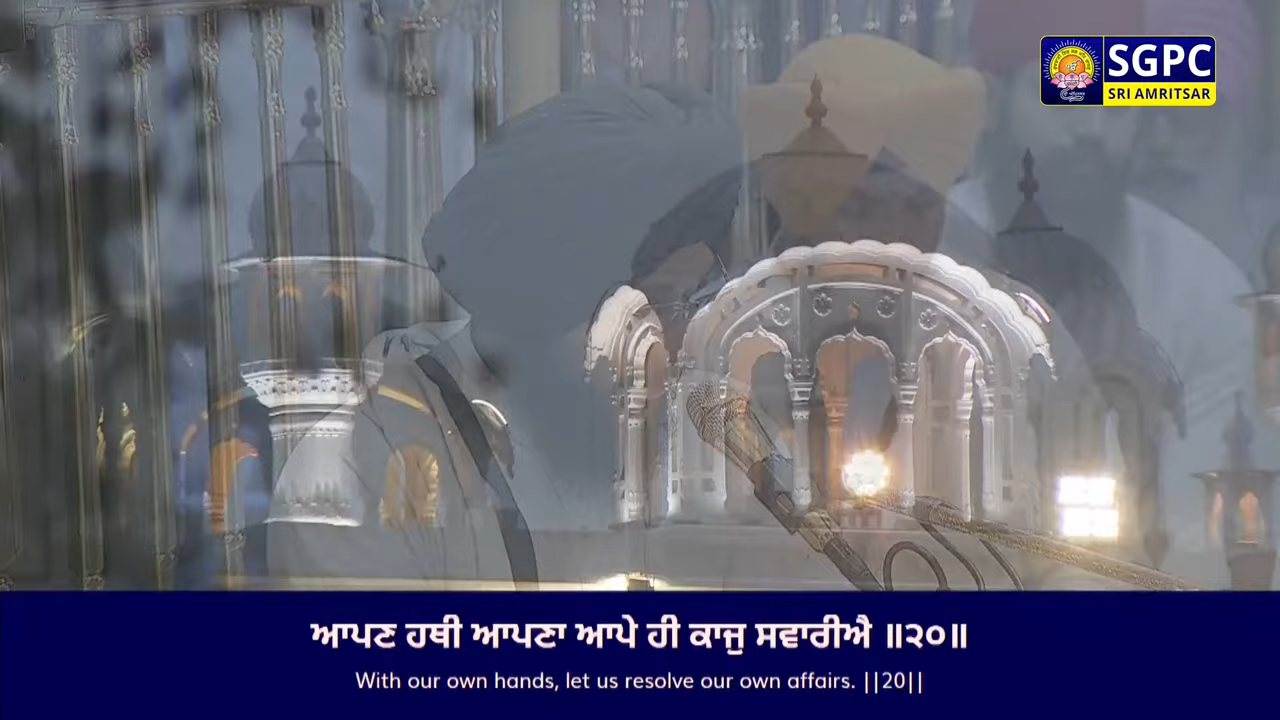 SGPC
SRI AMRITSAR
ਆਪਣ ਹਥੀ ਆਪਣਾ ਆਪੇ ਹੀ ਕਾਜੁ ਸਵਾਰੀਐ ॥੨੦॥
With our own hands, let us resolve our own affairs. ||20||